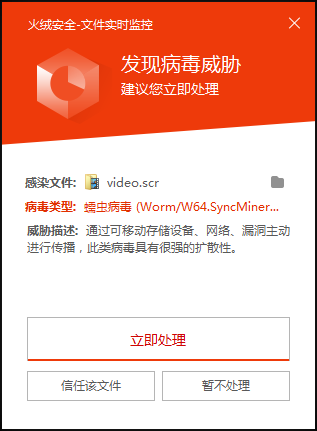 火绒安全-文件实时监控
发现病毒威胁
建议您立即处理
感染文件: video.scr
病毒类型: 蠕虫病毒 (Worm/W64.SyncMiner...
威胁描述: 通过可移动存储设备、网络、漏洞主动
进行传播，此类病毒具有很强的扩散性。
立即处理
信任该文件
暂不处理